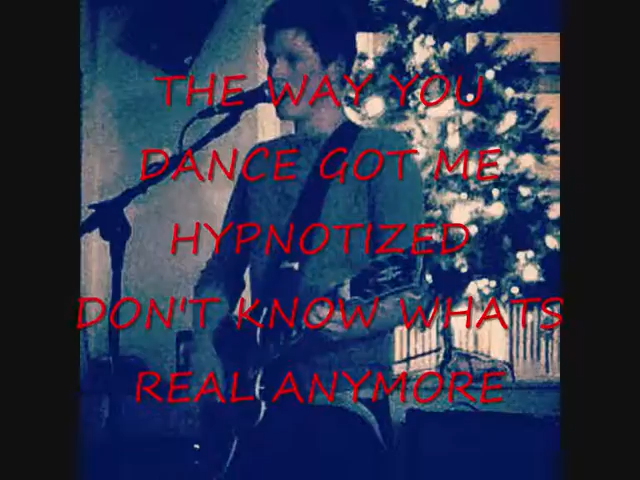 THE WAY YOU
DANCE GOT ME
HYPNOTIZED
DON'T KNOW WHATS
REAL ANYMORE